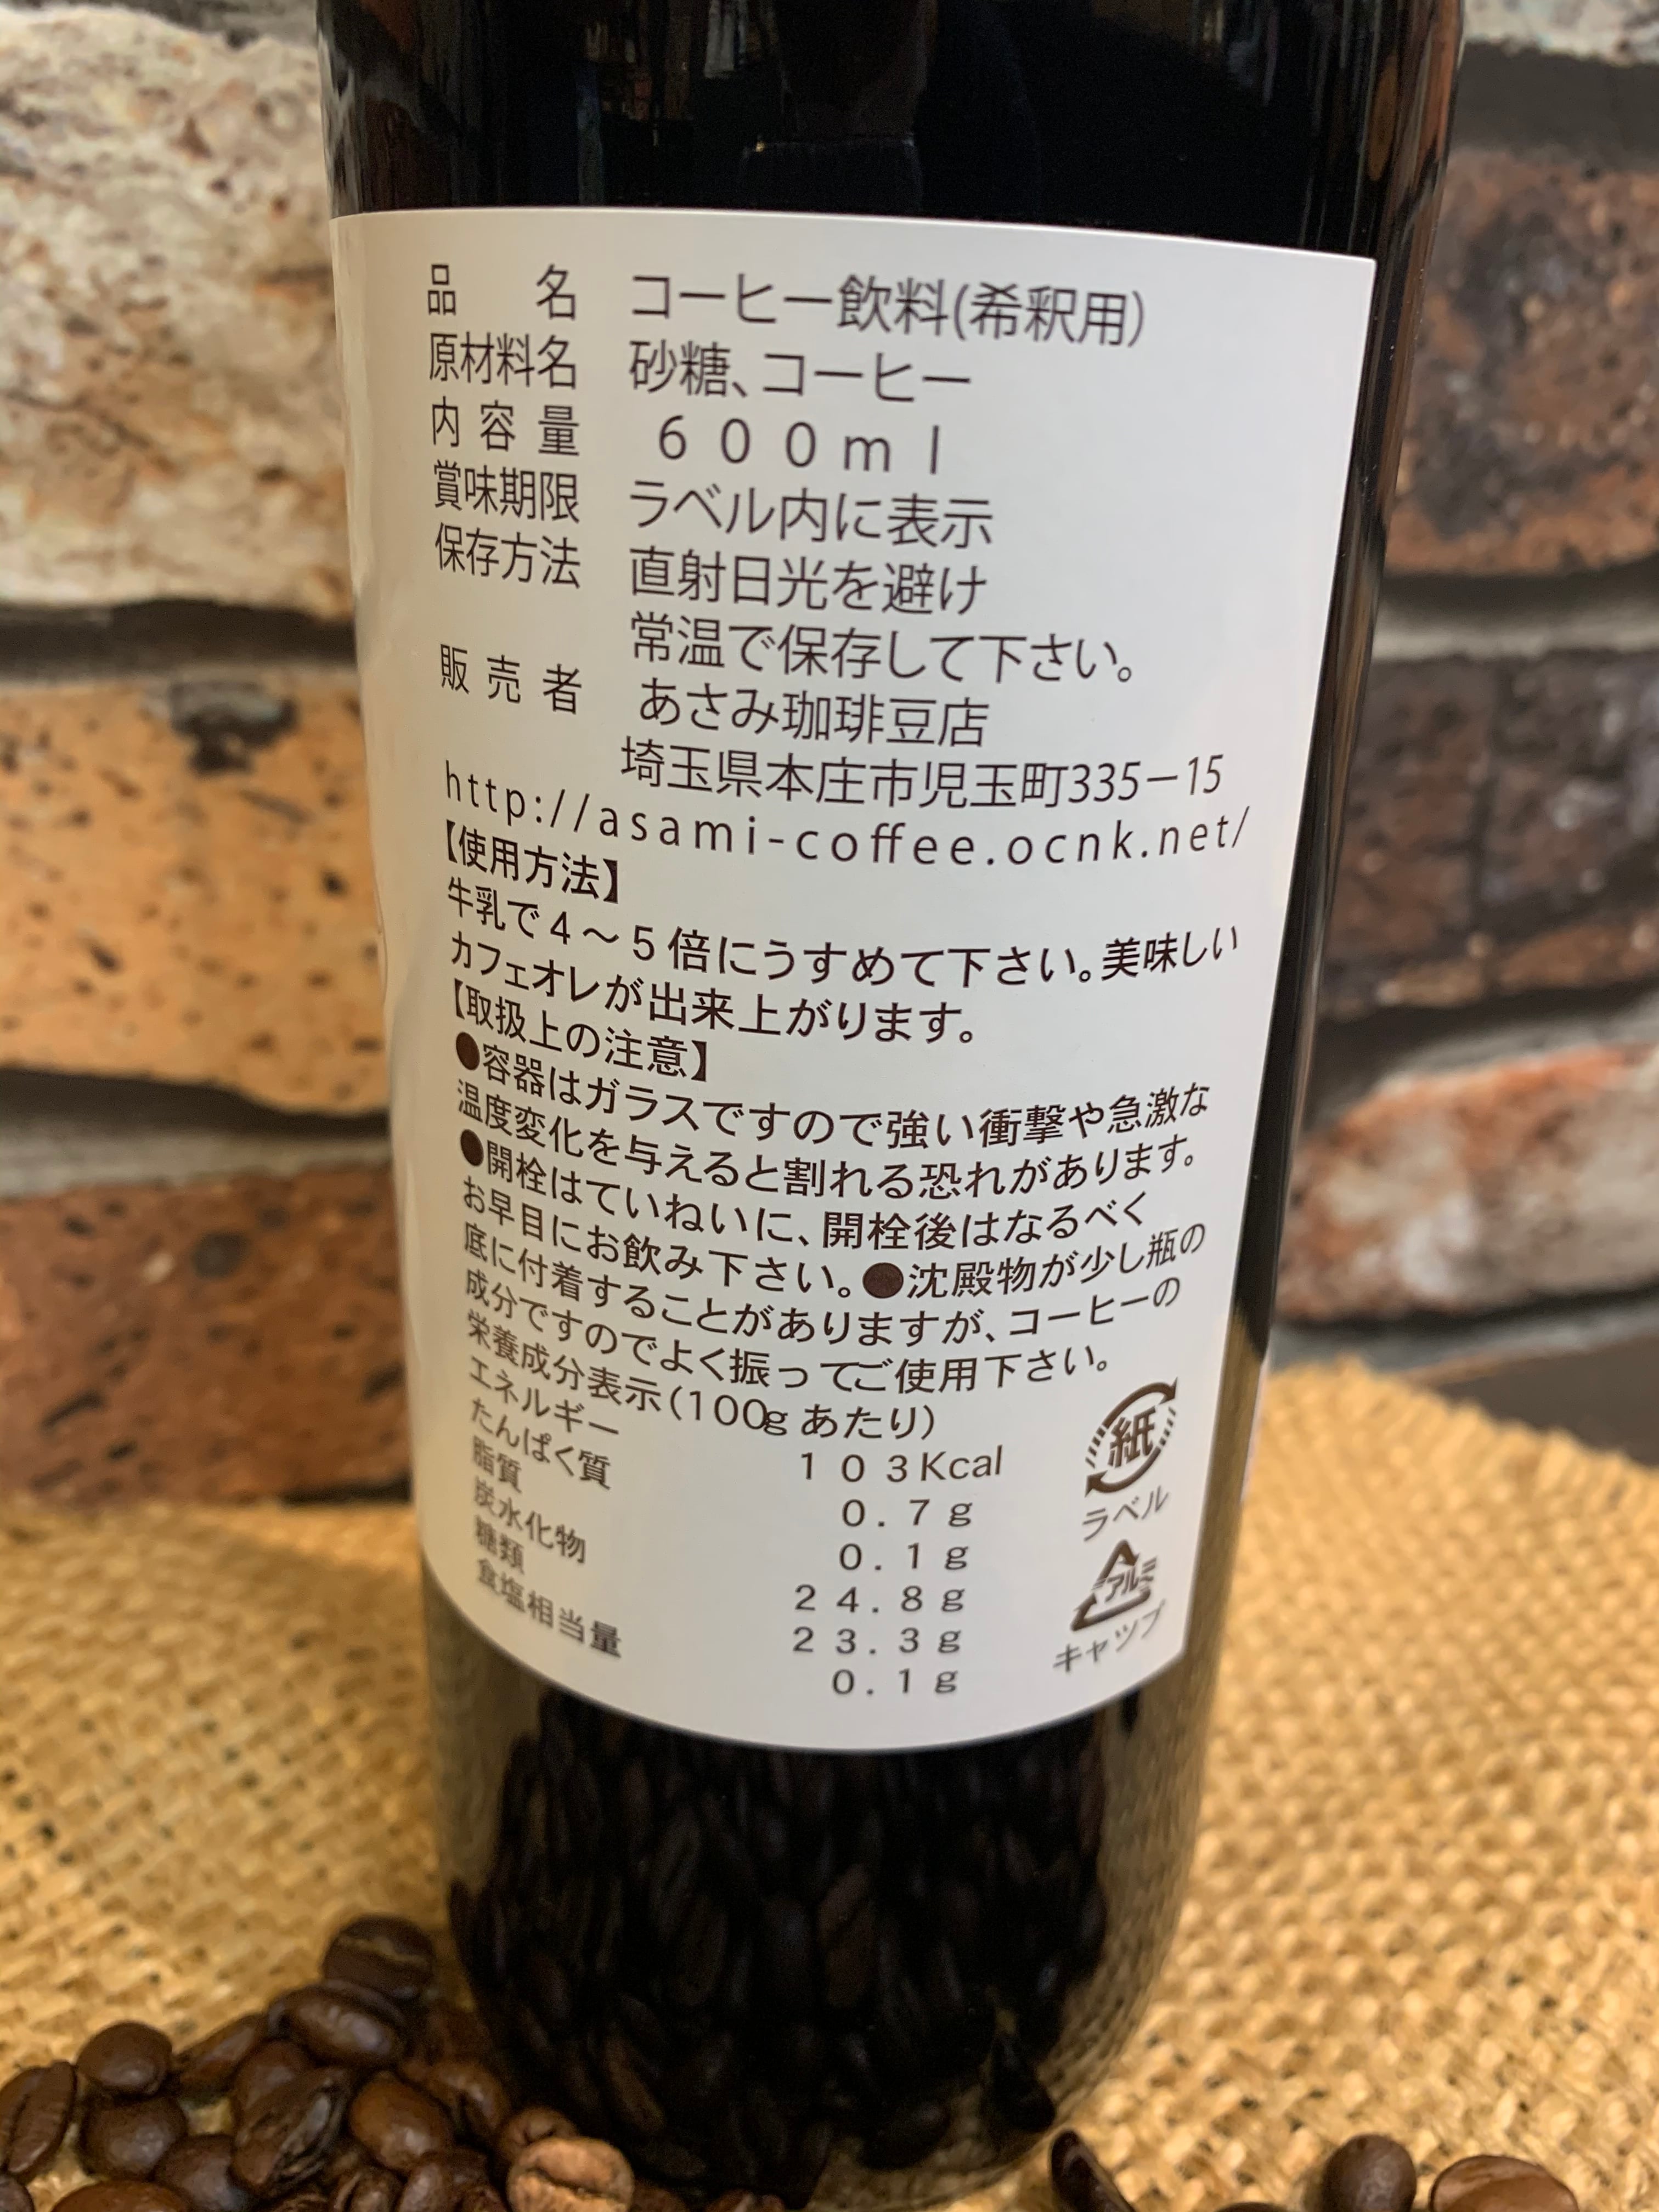 品名 コーヒー飲料(希釈用)
原材料名 砂糖、コーヒー
内容量 600ml
賞味期限 ラベル内に表示
保存方法 直射日光を避け
常温で保存して下さい。
販売者 あさみ珈琲豆店
埼玉県本庄市児玉町335−15
http://asami-coffee.ocnk.net/
【使用方法】
牛乳で4〜5倍にうすめて下さい。美味しい
カフェオレが出来上がります。
【取扱上の注意】
●容器はガラスですので強い衝撃や急激な
温度変化を与えると割れる恐れがあります。
●開栓はていねいに、開栓後はなるべく
お早目にお飲み下さい。●沈殿物が少し瓶の
底に付着することがありますが、コーヒーの
成分ですのでよく振ってご使用下さい。
栄養成分表示(100gあたり)
エネルギー 103Kcal
たんぱく質 0.7g
脂質 0.1g
炭水化物 24.8g
糖類 23.3g
食塩相当量 0.1g
紙
ラベル
アルミ
キャップ